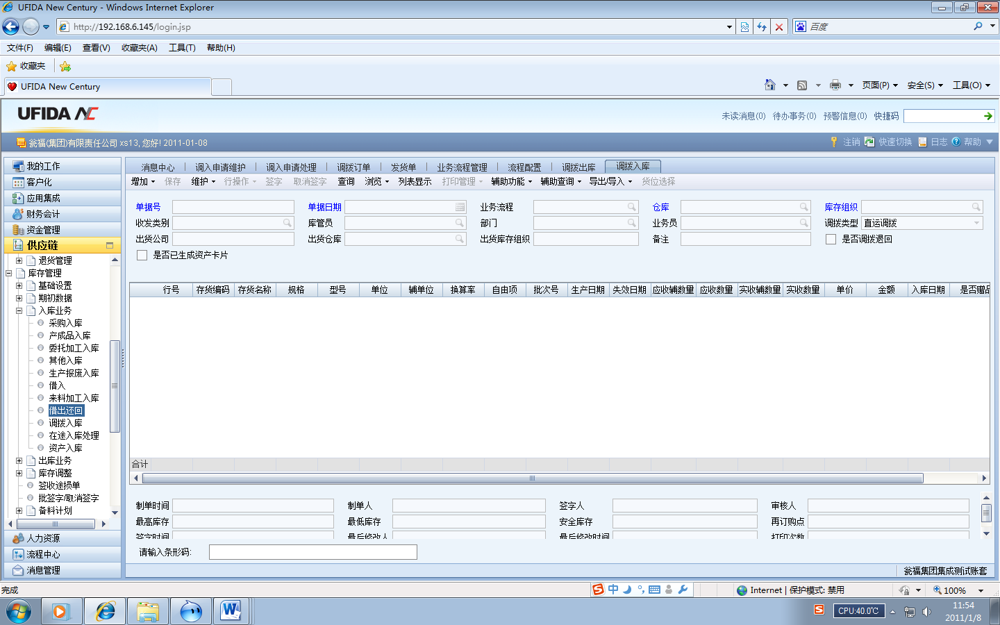 UFIDA New Century - Windows Internet Explorer
http://192.168.6.145/login.jsp
百度
文件(F) 编辑(E) 查看(V) 收藏夹(A) 工具(T) 帮助(H)
收藏夹
UFIDA New Century
页面(P) 安全(S) 工具(O)
UFIDA NC
未读消息(0) 待办事务(0) 预警信息(0) 快捷码
瓮福(集团)有限责任公司 xs13, 您好! 2011-01-08
注销 快速切换 日志 帮助
我的工作
客户化
应用集成
财务会计
资金管理
供应链
退货管理
库存管理
基础设置
期初数据
入库业务
采购入库
产成品入库
委托加工入库
其他入库
生产报废入库
借入
来料加工入库
借出还回
调拨入库
在途入库处理
资产入库
出库业务
库存调整
签收途损单
批签字/取消签字
备料计划
人力资源
流程中心
消息管理
消息中心 调入申请维护 调入申请处理 调拨订单 发货单 业务流程管理 流程配置 调拨出库 调拨入库
增加 保存 维护 行操作 签字 取消签字 查询 浏览 列表显示 打印管理 辅助功能 辅助查询 导出/导入 货位选择
单据号 单据日期 业务流程 仓库 库存组织
收发类别 库管员 部门 业务员 调拨类型 直运调拨
出货公司 出货仓库 出货库存组织 备注 是否调拨退回
是否已生成资产卡片
行号 存货编码 存货名称 规格 型号 单位 辅单位 换算率 自由项 批次号 生产日期 失效日期 应收辅数量 应收数量 实收辅数量 实收数量 单价 金额 入库日期 是否赠品
合计
制单时间 制单人 签字人 审核人
最高库存 最低库存 安全库存 再订购点
签字时间 最后修改人 最后修改时间 打印次数
请输入条形码:
瓮福集团集成测试账套
完成
中
Internet | 保护模式: 禁用
100%
CPU:40.0℃
11:54
2011/1/8